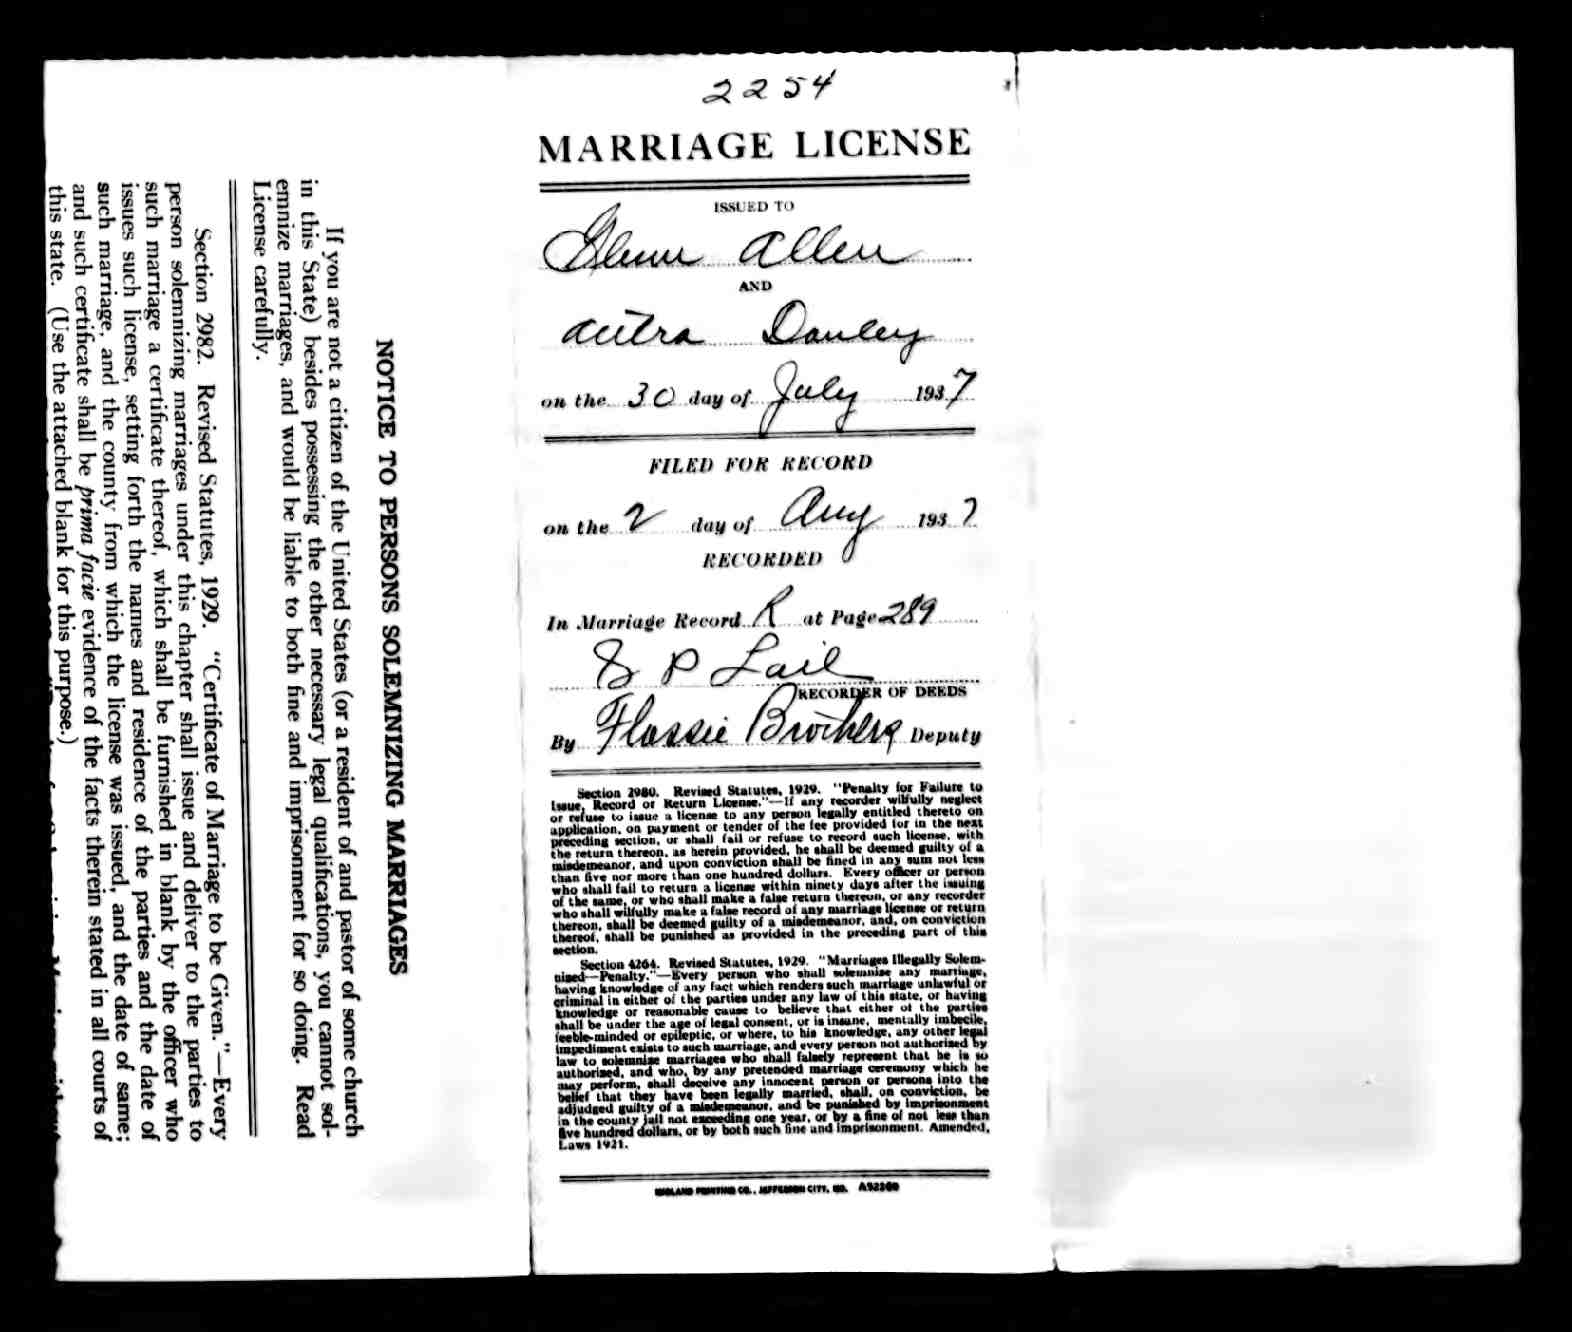 2254
MARRIAGE LICENSE
ISSUED TO
Glenn Allen
AND
Autra Danley
on the 30 day of July 1937
FILED FOR RECORD
on the 2 day of Aug 1937
RECORDED
In Marriage Record R at Page 289
P Lail
RECORDER OF DEEDS
By Flossie Brothers Deputy
Section 2980. Revised Statutes, 1929. "Penalty for Failure to
Issue, Record or Return License."—If any recorder wilfully neglect
or refuse to issue a license to any person legally entitled thereto on
application, on payment or tender of the fee provided for in the next
preceding section, or shall fail or refuse to record such license, with
the return thereon, as herein provided, he shall be deemed guilty of a
misdemeanor, and upon conviction shall be fined in any sum not less
than five nor more than one hundred dollars. Every officer or person
who shall fail to return a license within ninety days after the issuing
of the same, or who shall make a false return thereon, or any recorder
who shall wilfully make a false record of any marriage license or return
thereon, shall be deemed guilty of a misdemeanor, and, on conviction
thereof, shall be punished as provided in the preceding part of this
section.
Section 4264. Revised Statutes, 1929. "Marriages Illegally Solem-
nized—Penalty."—Every person who shall solemnize any marriage,
having knowledge of any fact which renders such marriage unlawful or
criminal in either of the parties under any law of this state, or having
knowledge or reasonable cause to believe that either of the parties
shall be under the age of legal consent, or is insane, mentally imbecile,
feeble-minded or epileptic, or where, to his knowledge, any other legal
impediment exists to such marriage, and every person not authorized by
law to solemnize marriages who shall falsely represent that he is so
authorized, and who, by any pretended marriage ceremony which he
may perform, shall deceive any innocent person or persons into the
belief that they have been legally married, shall, on conviction, be
adjudged guilty of a misdemeanor, and be punished by imprisonment
in the county jail not exceeding one year, or by a fine of not less than
five hundred dollars, or by both such fine and imprisonment. Amended,
Laws 1921.
MIDLAND PRINTING CO., JEFFERSON CITY, MO. A92360
NOTICE TO PERSONS SOLEMNIZING MARRIAGES
If you are not a citizen of the United States (or a resident of and pastor of some church
in this State) besides possessing the other necessary legal qualifications, you cannot sol-
emnize marriages, and would be liable to both fine and imprisonment for so doing. Read
License carefully.
Section 2982. Revised Statutes, 1929. "Certificate of Marriage to be Given."—Every
person solemnizing marriages under this chapter shall issue and deliver to the parties to
such marriage a certificate thereof, which shall be furnished in blank by the officer who
issues such license, setting forth the names and residence of the parties and the date of
such marriage, and the county from which the license was issued, and the date of same;
and such certificate shall be prima facie evidence of the facts therein stated in all courts of
this state. (Use the attached blank for this purpose.)